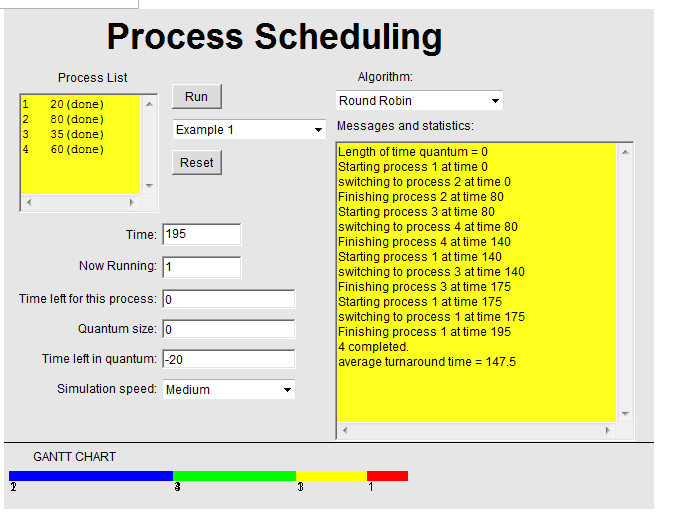 Process Scheduling
Process List
1 20 (done)
2 80 (done)
3 35 (done)
4 60 (done)
Run
Example 1
Reset
Algorithm:
Round Robin
Messages and statistics:
Length of time quantum = 0
Starting process 1 at time 0
switching to process 2 at time 0
Finishing process 2 at time 80
Starting process 3 at time 80
switching to process 4 at time 80
Finishing process 4 at time 140
Starting process 1 at time 140
switching to process 3 at time 140
Finishing process 3 at time 175
Starting process 1 at time 175
switching to process 1 at time 175
Finishing process 1 at time 195
4 completed.
average turnaround time = 147.5
Time: 195
Now Running: 1
Time left for this process: 0
Quantum size: 0
Time left in quantum: -20
Simulation speed: Medium
GANTT CHART
1